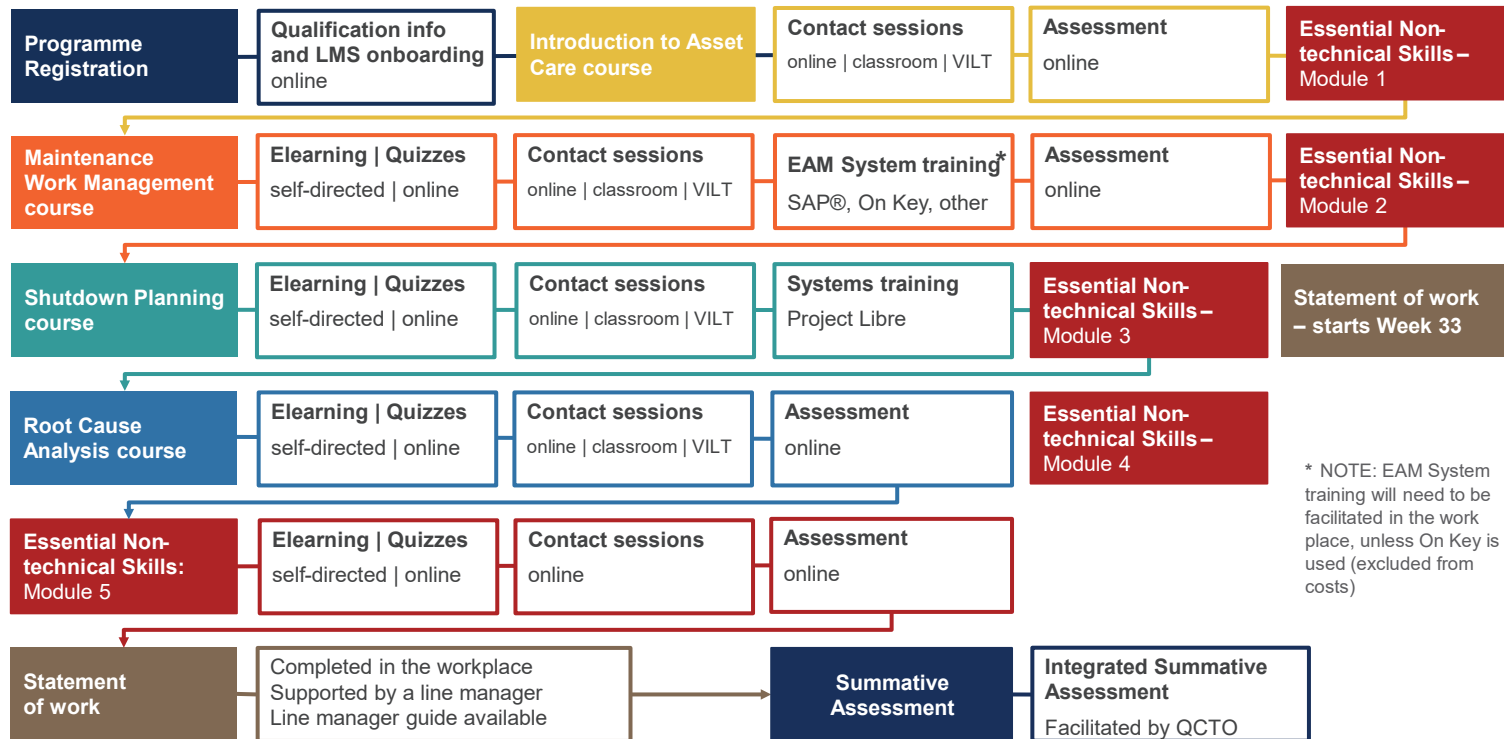 Programme
Registration
Qualification info
and LMS onboarding
online
Introduction to Asset
Care course
Contact sessions
online | classroom | VILT
Assessment
online
Essential Non-
technical Skills –
Module 1
Maintenance
Work Management
course
Elearning | Quizzes
self-directed | online
Contact sessions
online | classroom | VILT
EAM System training*
SAP®, On Key, other
Assessment
online
Essential Non-
technical Skills –
Module 2
Shutdown Planning
course
Elearning | Quizzes
self-directed | online
Contact sessions
online | classroom | VILT
Systems training
Project Libre
Essential Non-
technical Skills –
Module 3
Statement of work
– starts Week 33
Root Cause
Analysis course
Elearning | Quizzes
self-directed | online
Contact sessions
online | classroom | VILT
Assessment
online
Essential Non-
technical Skills –
Module 4
* NOTE: EAM System
training will need to be
facilitated in the work
place, unless On Key is
used (excluded from
costs)
Essential Non-
technical Skills:
Module 5
Elearning | Quizzes
self-directed | online
Contact sessions
online
Assessment
online
Statement
of work
Completed in the workplace
Supported by a line manager
Line manager guide available
Summative
Assessment
Integrated Summative
Assessment
Facilitated by QCTO